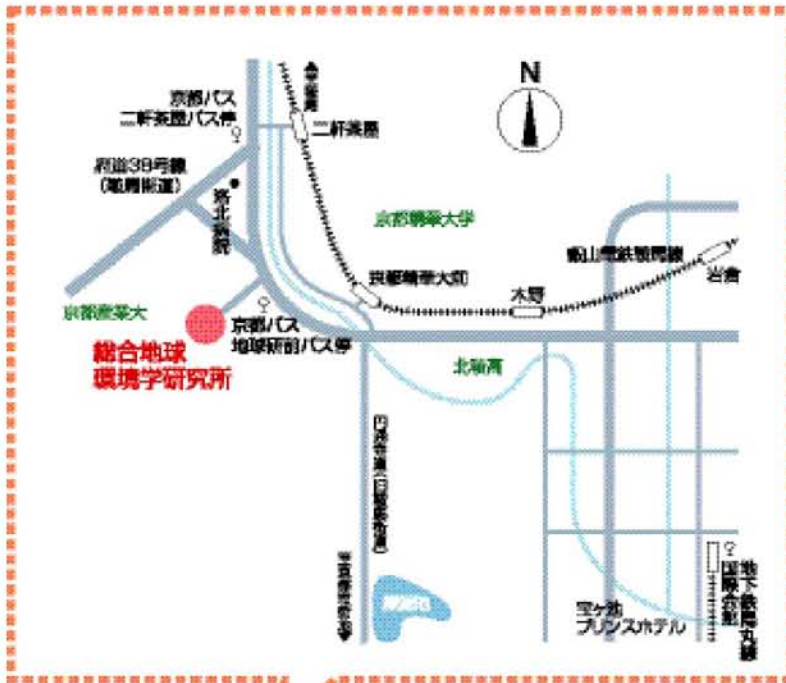 N
京都バス
二軒茶屋バス停
二軒茶屋
府道38号線
(鞍馬街道)
洛北病院
京都精華大学
叡山電鉄鞍馬線
岩倉
京都精華大前
木野
京都産業大
京都バス
地球研前バス停
総合地球
環境学研究所
北稜高
宝ヶ池
プリンスホテル
国際会館
地下鉄烏丸線